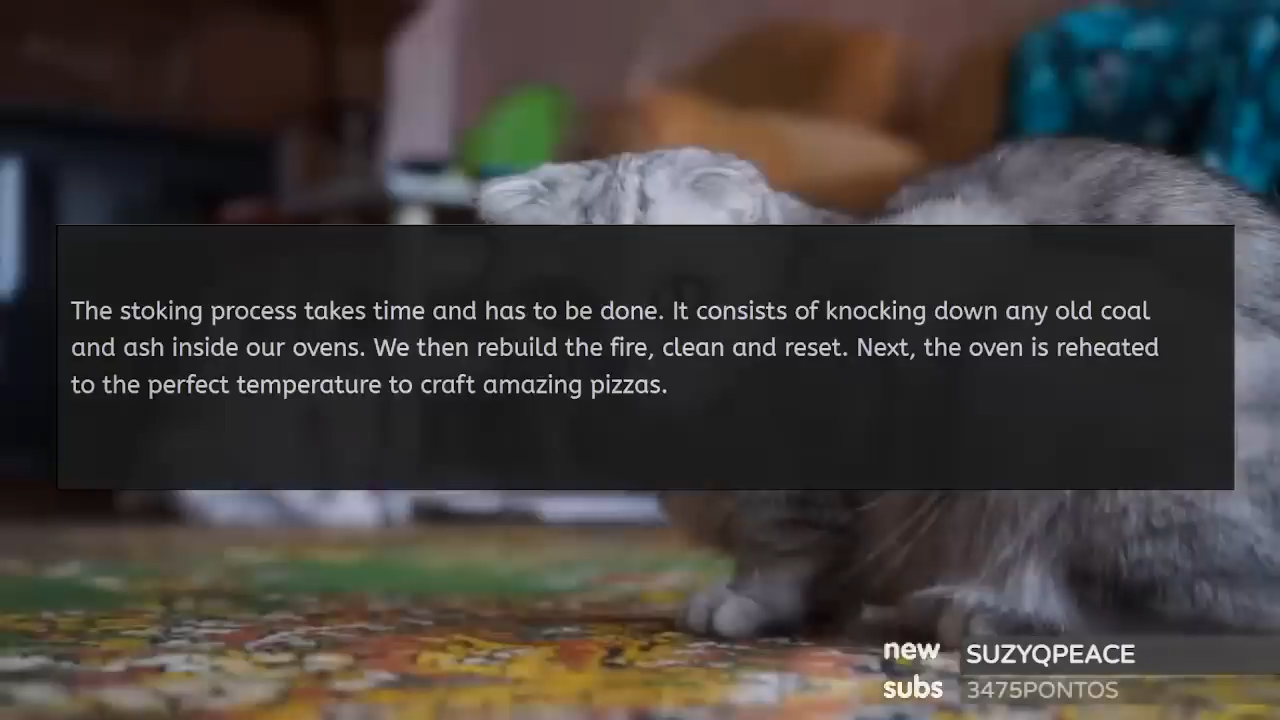 The stoking process takes time and has to be done. It consists of knocking down any old coal
and ash inside our ovens. We then rebuild the fire, clean and reset. Next, the oven is reheated
to the perfect temperature to craft amazing pizzas.
new SUZYQPEACE
subs 3475PONTOS